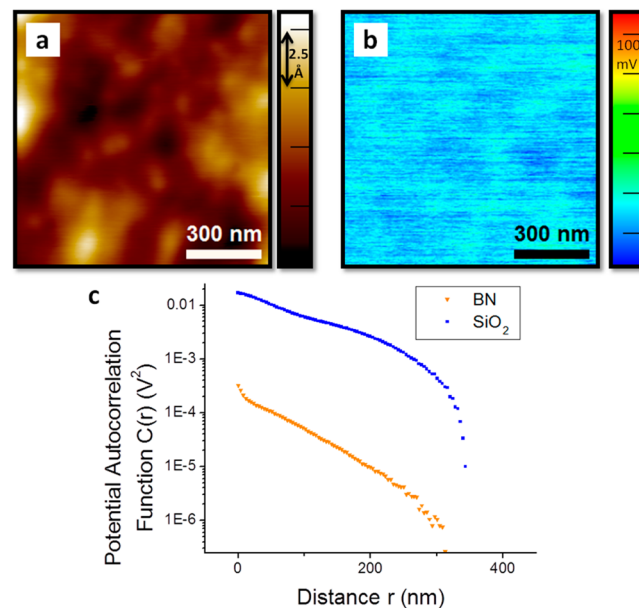 a
2.5
Å
300 nm
b
100
mV
300 nm
c
BN
SiO₂
0.01
1E-3
1E-4
1E-5
1E-6
Potential Autocorrelation
Function C(r) (V²)
0
200
400
Distance r (nm)